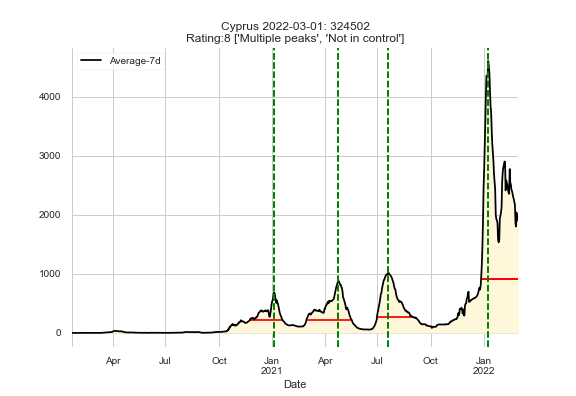 Cyprus 2022-03-01: 324502
Rating:8 ['Multiple peaks', 'Not in control']
Average-7d
4000
3000
2000
1000
0
Apr Jul Oct Jan Apr Jul Oct Jan
2021 2022
Date